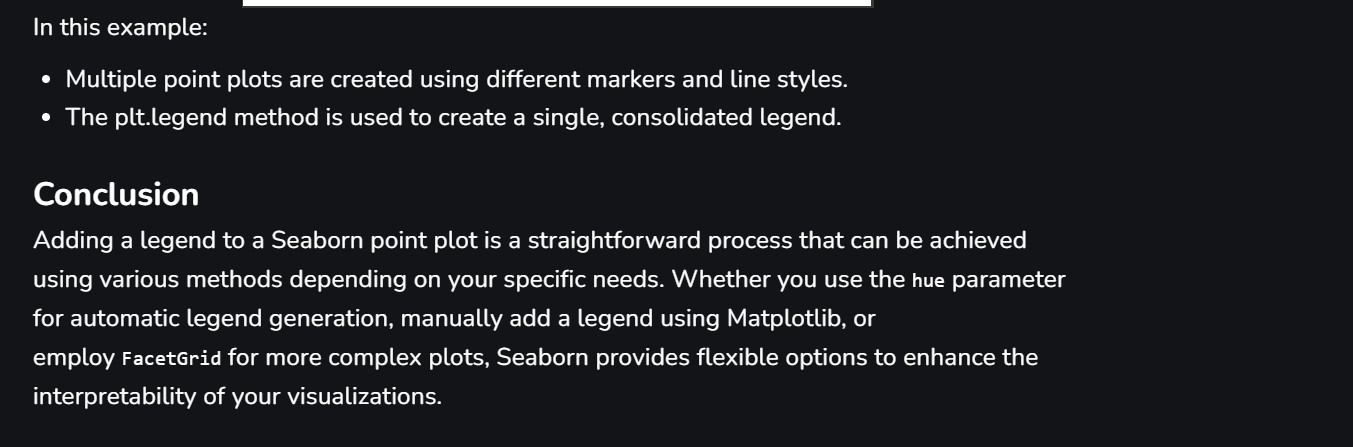 In this example:
Multiple point plots are created using different markers and line styles.
The plt.legend method is used to create a single, consolidated legend.
Conclusion
Adding a legend to a Seaborn point plot is a straightforward process that can be achieved
using various methods depending on your specific needs. Whether you use the hue parameter
for automatic legend generation, manually add a legend using Matplotlib, or
employ FacetGrid for more complex plots, Seaborn provides flexible options to enhance the
interpretability of your visualizations.